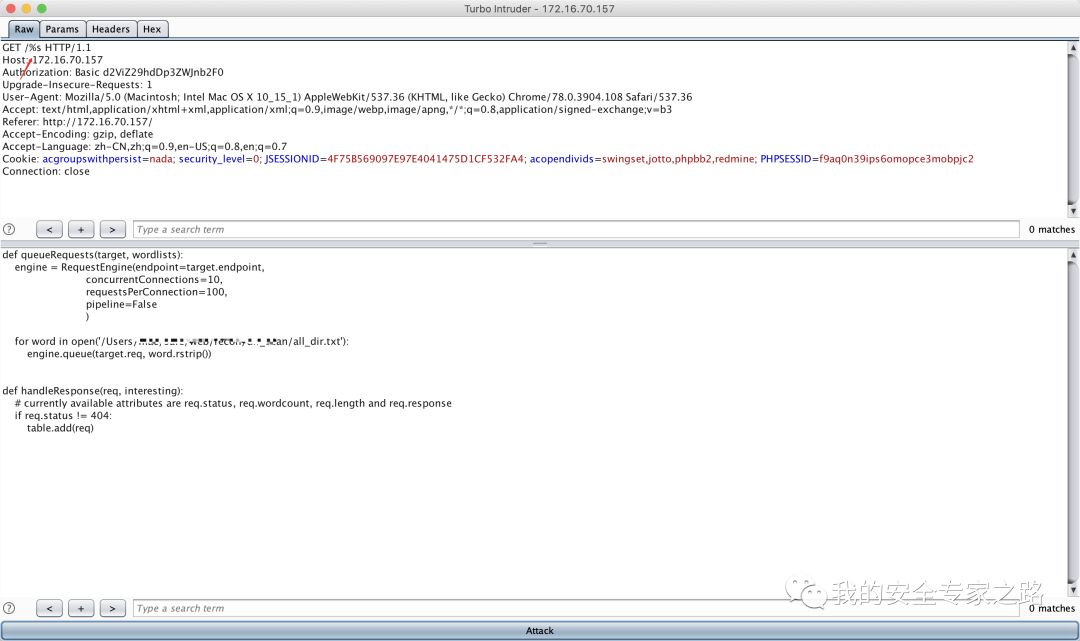 Turbo Intruder - 172.16.70.157
Raw Params Headers Hex
GET /%s HTTP/1.1
Host: 172.16.70.157
Authorization: Basic d2ViZ29hdDp3ZWJnb2F0
Upgrade-Insecure-Requests: 1
User-Agent: Mozilla/5.0 (Macintosh; Intel Mac OS X 10_15_1) AppleWebKit/537.36 (KHTML, like Gecko) Chrome/78.0.3904.108 Safari/537.36
Accept: text/html,application/xhtml+xml,application/xml;q=0.9,image/webp,image/apng,*/*;q=0.8,application/signed-exchange;v=b3
Referer: http://172.16.70.157/
Accept-Encoding: gzip, deflate
Accept-Language: zh-CN,zh;q=0.9,en-US;q=0.8,en;q=0.7
Cookie: acgroupswithpersist=nada; security_level=0; JSESSIONID=4F75B569097E97E4041475D1CF532FA4; acopendivids=swingset,jotto,phpbb2,redmine; PHPSESSID=f9aq0n39ips6omopce3mobpjc2
Connection: close
? < + > Type a search term 0 matches
def queueRequests(target, wordlists):
engine = RequestEngine(endpoint=target.endpoint,
concurrentConnections=10,
requestsPerConnection=100,
pipeline=False
)
for word in open('/Users/ an/all_dir.txt'):
engine.queue(target.req, word.rstrip())
def handleResponse(req, interesting):
# currently available attributes are req.status, req.wordcount, req.length and req.response
if req.status != 404:
table.add(req)
我的安全专家之路
? < + > Type a search term 0 matches
Attack